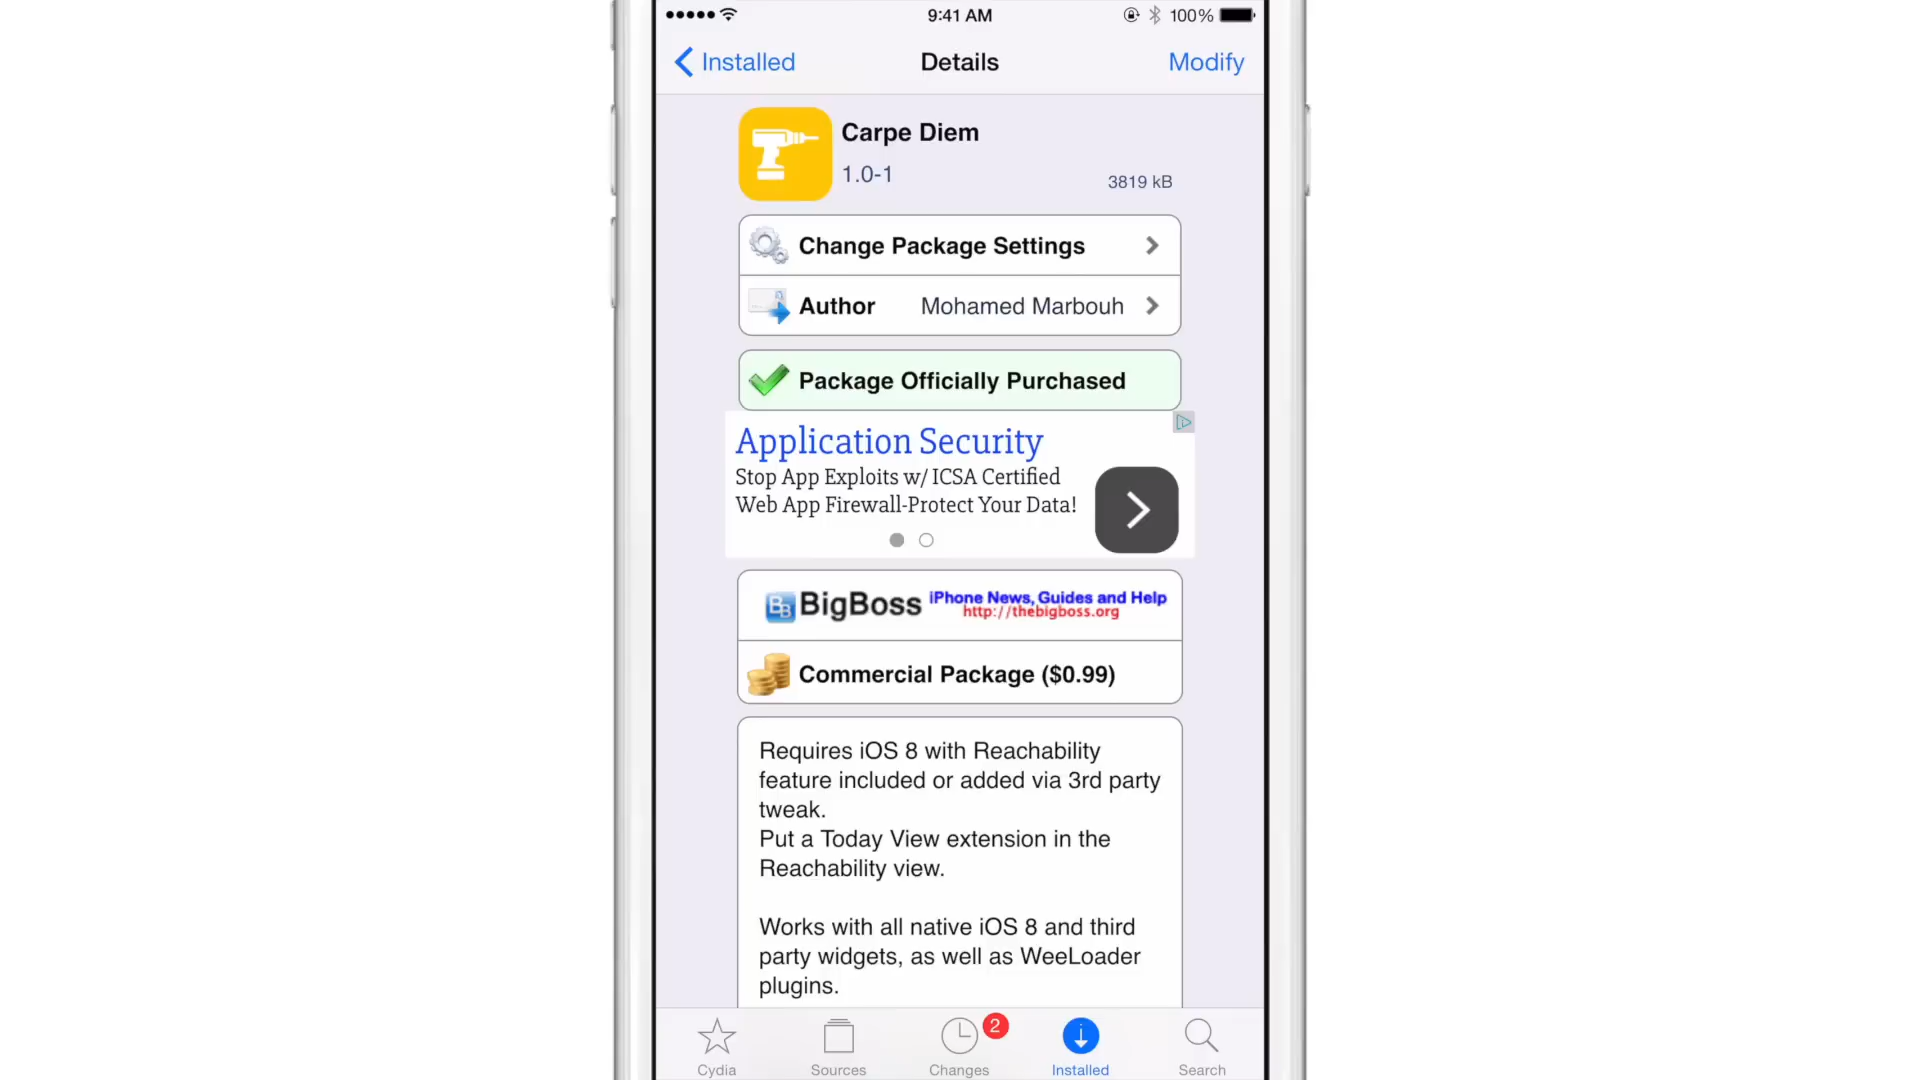 9:41 AM
100%
Installed
Details
Modify
Carpe Diem
1.0-1
3819 kB
Change Package Settings
Author Mohamed Marbouh
Package Officially Purchased
Application Security
Stop App Exploits w/ ICSA Certified
Web App Firewall-Protect Your Data!
BB BigBoss iPhone News, Guides and Help
http://thebigboss.org
Commercial Package ($0.99)
Requires iOS 8 with Reachability
feature included or added via 3rd party
tweak.
Put a Today View extension in the
Reachability view.
Works with all native iOS 8 and third
party widgets, as well as WeeLoader
plugins.
2
Cydia
Sources
Changes
Installed
Search